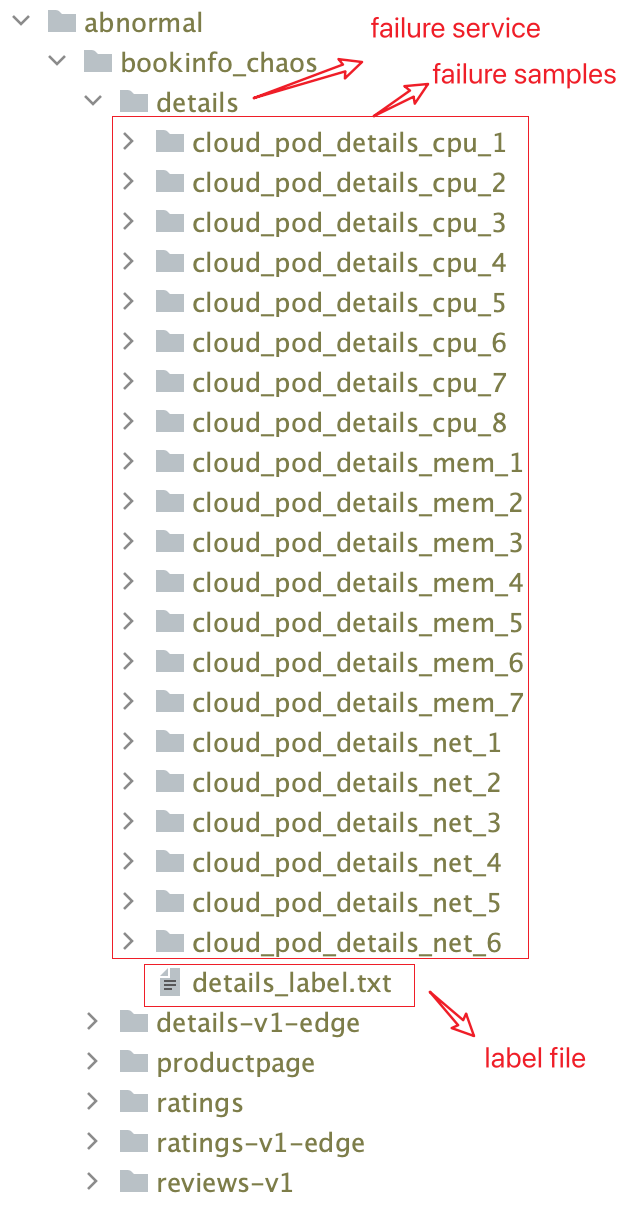 abnormal
failure service
bookinfo_chaos
failure samples
details
cloud_pod_details_cpu_1
cloud_pod_details_cpu_2
cloud_pod_details_cpu_3
cloud_pod_details_cpu_4
cloud_pod_details_cpu_5
cloud_pod_details_cpu_6
cloud_pod_details_cpu_7
cloud_pod_details_cpu_8
cloud_pod_details_mem_1
cloud_pod_details_mem_2
cloud_pod_details_mem_3
cloud_pod_details_mem_4
cloud_pod_details_mem_5
cloud_pod_details_mem_6
cloud_pod_details_mem_7
cloud_pod_details_net_1
cloud_pod_details_net_2
cloud_pod_details_net_3
cloud_pod_details_net_4
cloud_pod_details_net_5
cloud_pod_details_net_6
details_label.txt
details-v1-edge
label file
productpage
ratings
ratings-v1-edge
reviews-v1